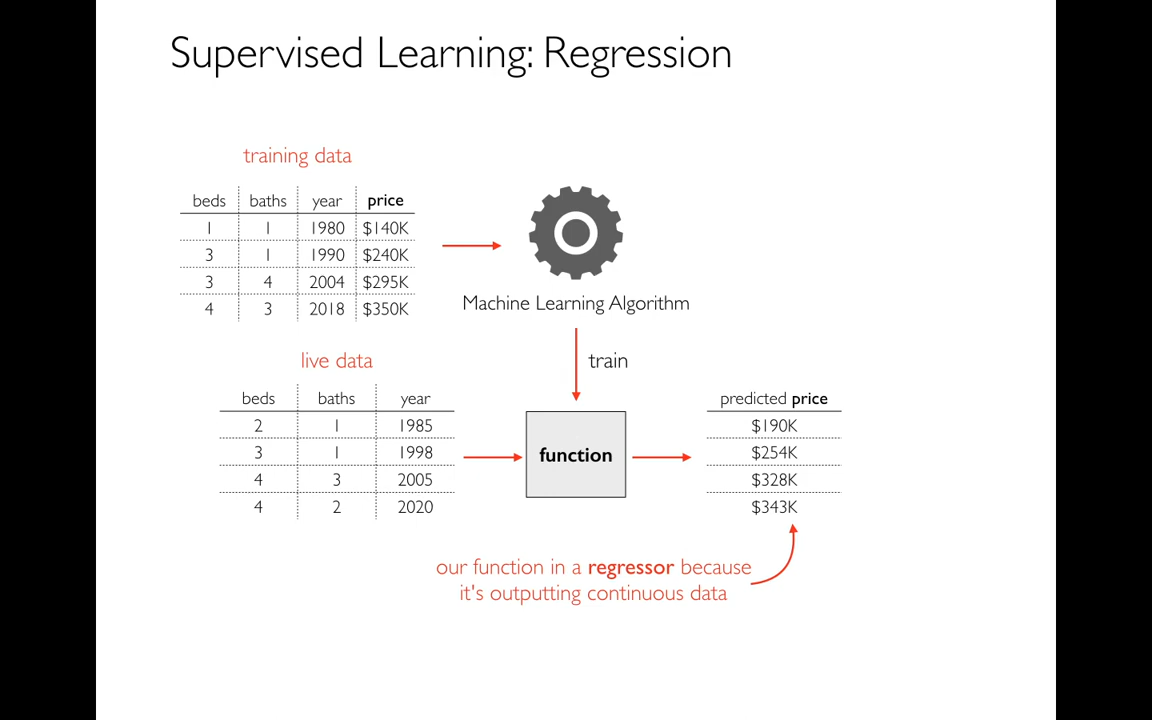 Supervised Learning: Regression
training data
beds baths year price
1 1 1980 $140K
3 1 1990 $240K
3 4 2004 $295K
4 3 2018 $350K
Machine Learning Algorithm
train
live data
beds baths year
2 1 1985
3 1 1998
4 3 2005
4 2 2020
function
predicted price
$190K
$254K
$328K
$343K
our function in a regressor because
it's outputting continuous data